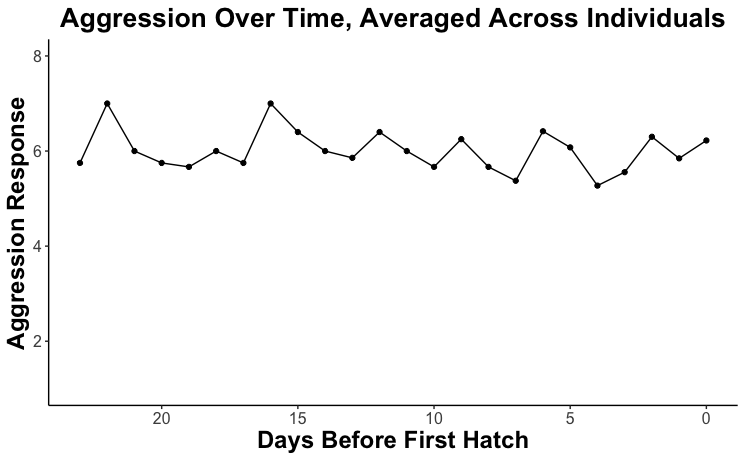 Aggression Over Time, Averaged Across Individuals
8
6
4
2
Aggression Response
20 15 10 5 0
Days Before First Hatch